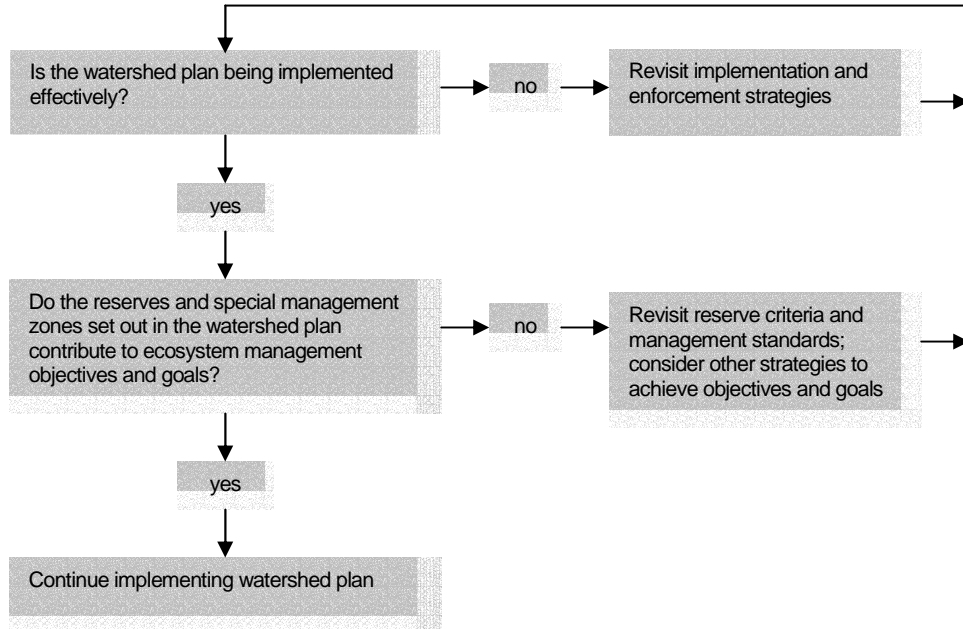 Is the watershed plan being implemented
effectively?
no
Revisit implementation and
enforcement strategies
yes
Do the reserves and special management
zones set out in the watershed plan
contribute to ecosystem management
objectives and goals?
no
Revisit reserve criteria and
management standards;
consider other strategies to
achieve objectives and goals
yes
Continue implementing watershed plan